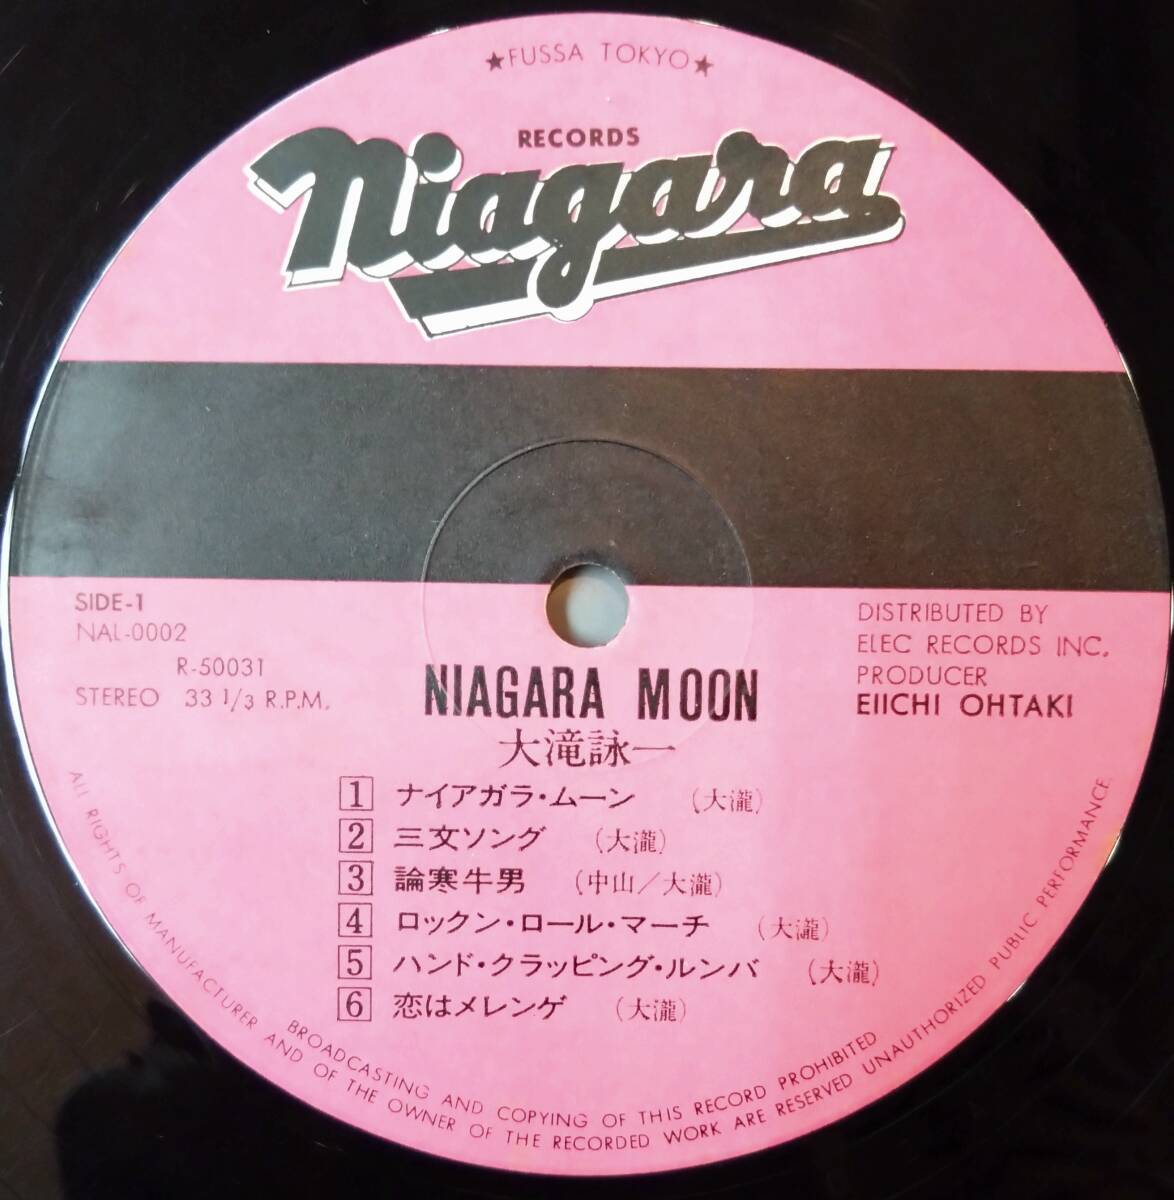 ★FUSSA TOKYO★
RECORDS
Niagara
SIDE-1
NAL-0002
R-50031
STEREO 33 1/3 R.P.M.
DISTRIBUTED BY
ELEC RECORDS INC.
PRODUCER
EIICHI OHTAKI
NIAGARA MOON
大滝詠一
1 ナイアガラ・ムーン (大瀧)
2 三文ソング (大瀧)
3 論寒牛男 (中山/大瀧)
4 ロックン・ロール・マーチ (大瀧)
5 ハンド・クラッピング・ルンバ (大瀧)
6 恋はメレンゲ (大瀧)
ALL RIGHTS OF MANUFACTURER AND OF THE OWNER OF THE RECORDED WORK ARE RESERVED UNAUTHORIZED PUBLIC PERFORMANCE
BROADCASTING AND COPYING OF THIS RECORD PROHIBITED